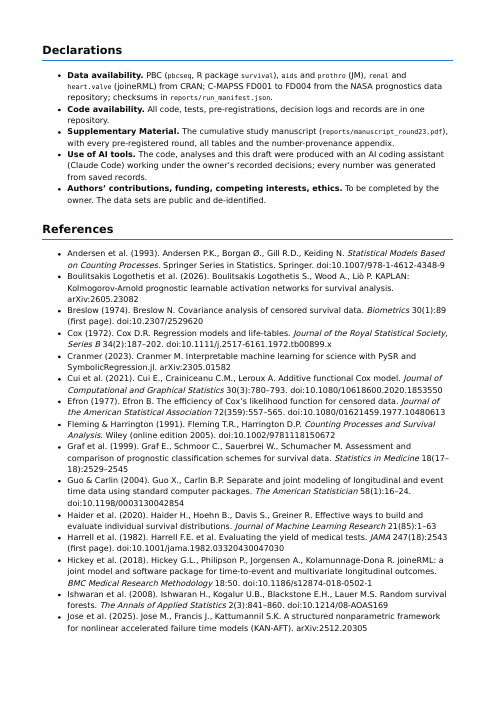 Declarations
• Data availability. PBC (pbcseq, R package survival), aids and prothro (JM), renal and
heart.valve (joineRML) from CRAN; C-MAPSS FD001 to FD004 from the NASA prognostics data
repository; checksums in reports/run_manifest.json.
• Code availability. All code, tests, pre-registrations, decision logs and records are in one
repository.
• Supplementary Material. The cumulative study manuscript (reports/manuscript_round23.pdf),
with every pre-registered round, all tables and the number-provenance appendix.
• Use of AI tools. The code, analyses and this draft were produced with an AI coding assistant
(Claude Code) working under the owner's recorded decisions; every number was generated
from saved records.
• Authors' contributions, funding, competing interests, ethics. To be completed by the
owner. The data sets are public and de-identified.
References
• Andersen et al. (1993). Andersen P.K., Borgan Ø., Gill R.D., Keiding N. Statistical Models Based
on Counting Processes. Springer Series in Statistics. Springer. doi:10.1007/978-1-4612-4348-9
• Boulitsakis Logothetis et al. (2026). Boulitsakis Logothetis S., Wood A., Liò P. KAPLAN:
Kolmogorov-Arnold prognostic learnable activation networks for survival analysis.
arXiv:2605.23082
• Breslow (1974). Breslow N. Covariance analysis of censored survival data. Biometrics 30(1):89
(first page). doi:10.2307/2529620
• Cox (1972). Cox D.R. Regression models and life-tables. Journal of the Royal Statistical Society,
Series B 34(2):187–202. doi:10.1111/j.2517-6161.1972.tb00899.x
• Cranmer (2023). Cranmer M. Interpretable machine learning for science with PySR and
SymbolicRegression.jl. arXiv:2305.01582
• Cui et al. (2021). Cui E., Crainiceanu C.M., Leroux A. Additive functional Cox model. Journal of
Computational and Graphical Statistics 30(3):780–793. doi:10.1080/10618600.2020.1853550
• Efron (1977). Efron B. The efficiency of Cox's likelihood function for censored data. Journal of
the American Statistical Association 72(359):557–565. doi:10.1080/01621459.1977.10480613
• Fleming & Harrington (1991). Fleming T.R., Harrington D.P. Counting Processes and Survival
Analysis. Wiley (online edition 2005). doi:10.1002/9781118150672
• Graf et al. (1999). Graf E., Schmoor C., Sauerbrei W., Schumacher M. Assessment and
comparison of prognostic classification schemes for survival data. Statistics in Medicine 18(17–
18):2529–2545
• Guo & Carlin (2004). Guo X., Carlin B.P. Separate and joint modeling of longitudinal and event
time data using standard computer packages. The American Statistician 58(1):16–24.
doi:10.1198/0003130042854
• Haider et al. (2020). Haider H., Hoehn B., Davis S., Greiner R. Effective ways to build and
evaluate individual survival distributions. Journal of Machine Learning Research 21(85):1–63
• Harrell et al. (1982). Harrell F.E. et al. Evaluating the yield of medical tests. JAMA 247(18):2543
(first page). doi:10.1001/jama.1982.03320430047030
• Hickey et al. (2018). Hickey G.L., Philipson P., Jorgensen A., Kolamunnage-Dona R. joineRML: a
joint model and software package for time-to-event and multivariate longitudinal outcomes.
BMC Medical Research Methodology 18:50. doi:10.1186/s12874-018-0502-1
• Ishwaran et al. (2008). Ishwaran H., Kogalur U.B., Blackstone E.H., Lauer M.S. Random survival
forests. The Annals of Applied Statistics 2(3):841–860. doi:10.1214/08-AOAS169
• Jose et al. (2025). Jose M., Francis J., Kattumannil S.K. A structured nonparametric framework
for nonlinear accelerated failure time models (KAN-AFT). arXiv:2512.20305